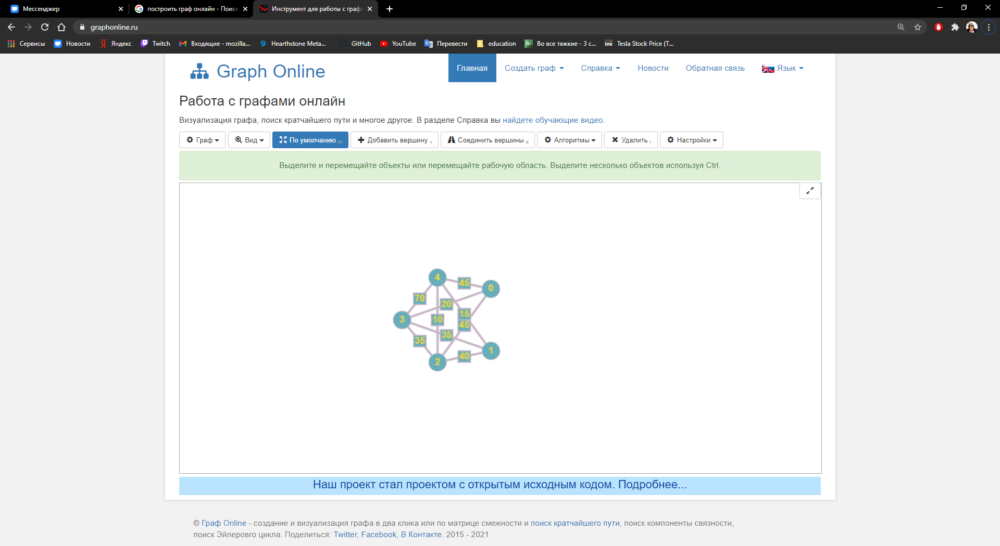 Мессенджер
построить граф онлайн - Поиск
Инструмент для работы с графа
graphonline.ru
Сервисы
Новости
Яндекс
Twitch
Входящие - mozilla...
Hearthstone Meta...
GitHub
YouTube
Перевести
education
Br Во все тяжкие - 3 с...
Inv Tesla Stock Price (T...
Graph Online
Главная
Создать граф
Справка
Новости
Обратная связь
Язык
Работа с графами онлайн
Визуализация графа, поиск кратчайшего пути и многое другое. В разделе Справка вы найдете обучающие видео.
Граф
Вид
По умолчанию m
Добавить вершину v
Соединить вершины e
Алгоритмы
Удалить r
Настройки
Выделите и перемещайте объекты или перемещайте рабочую область. Выделите несколько объектов используя Ctrl.
4
45
0
70
20
15
3
10
45
35
35
1
40
2
Наш проект стал проектом с открытым исходным кодом. Подробнее...
© Граф Online - создание и визуализация графа в два клика или по матрице смежности и поиск кратчайшего пути, поиск компоненты связности,
поиск Эйлеровго цикла. Поделиться: Twitter, Facebook, В Контакте. 2015 - 2021